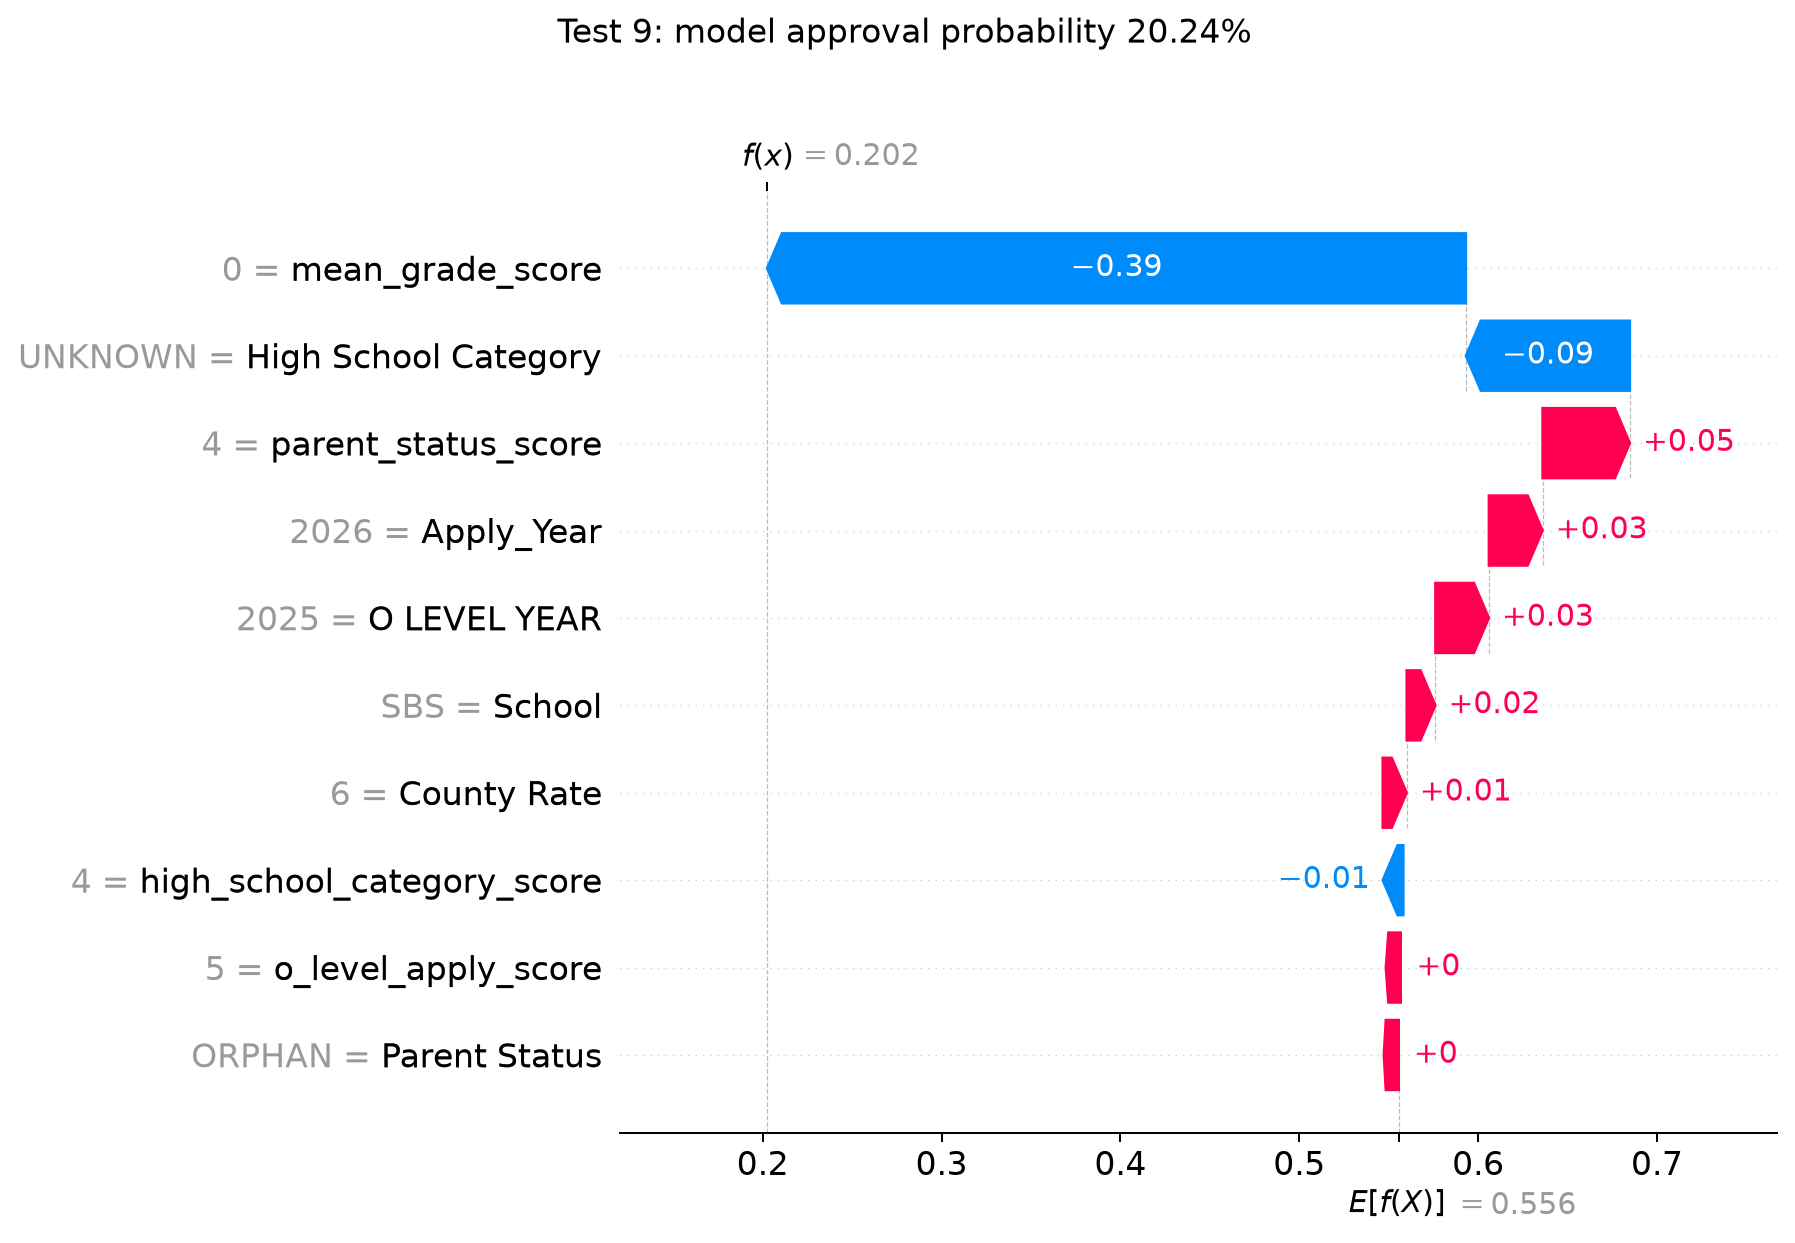 Test 9: model approval probability 20.24%
f(x) = 0.202
0 = mean_grade_score −0.39
UNKNOWN = High School Category −0.09
4 = parent_status_score +0.05
2026 = Apply_Year +0.03
2025 = O LEVEL YEAR +0.03
SBS = School +0.02
6 = County Rate +0.01
4 = high_school_category_score −0.01
5 = o_level_apply_score +0
ORPHAN = Parent Status +0
0.2 0.3 0.4 0.5 0.6 0.7
E[f(X)] = 0.556